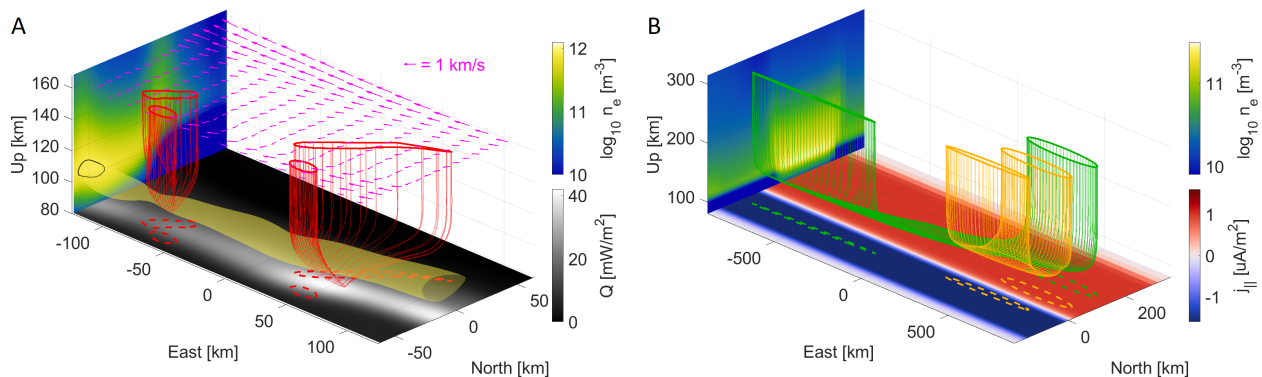 A
160
140
120
100
80
Up [km]
-100
-50
0
50
100
East [km]
-50
0
50
North [km]
← = 1 km/s
12
11
10
log₁₀ nₑ [m⁻³]
40
20
0
Q [mW/m²]
B
300
200
100
Up [km]
-500
0
500
East [km]
0
200
North [km]
11
10
log₁₀ nₑ [m⁻³]
1
0
-1
j|| [uA/m²]